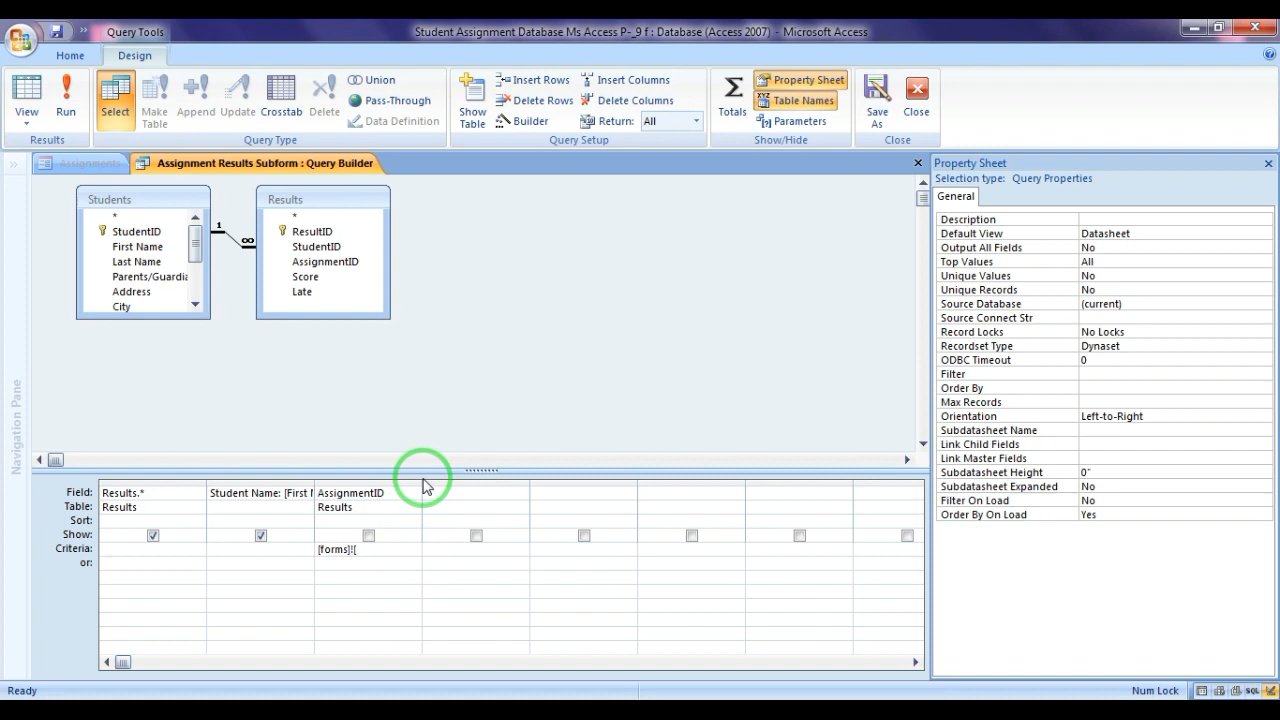 Query Tools
Student Assignment Database Ms Access P-_9 f : Database (Access 2007) - Microsoft Access
Home
Design
View
Run
Select
Make Table
Append
Update
Crosstab
Delete
Union
Pass-Through
Data Definition
Show Table
Insert Rows
Delete Rows
Builder
Insert Columns
Delete Columns
Return: All
Totals
Property Sheet
Table Names
Parameters
Save As
Close
Results
Query Type
Query Setup
Show/Hide
Close
Assignments
Assignment Results Subform : Query Builder
Navigation Pane
Students
*
StudentID
First Name
Last Name
Parents/Guardia
Address
City
1
∞
Results
*
ResultID
StudentID
AssignmentID
Score
Late
Field: Results.* Student Name: [First N AssignmentID
Table: Results Results
Sort:
Show:
Criteria: [forms]![
or:
Property Sheet
Selection type: Query Properties
General
Description
Default View Datasheet
Output All Fields No
Top Values All
Unique Values No
Unique Records No
Source Database (current)
Source Connect Str
Record Locks No Locks
Recordset Type Dynaset
ODBC Timeout 0
Filter
Order By
Max Records
Orientation Left-to-Right
Subdatasheet Name
Link Child Fields
Link Master Fields
Subdatasheet Height 0"
Subdatasheet Expanded No
Filter On Load No
Order By On Load Yes
Ready
Num Lock
SQL